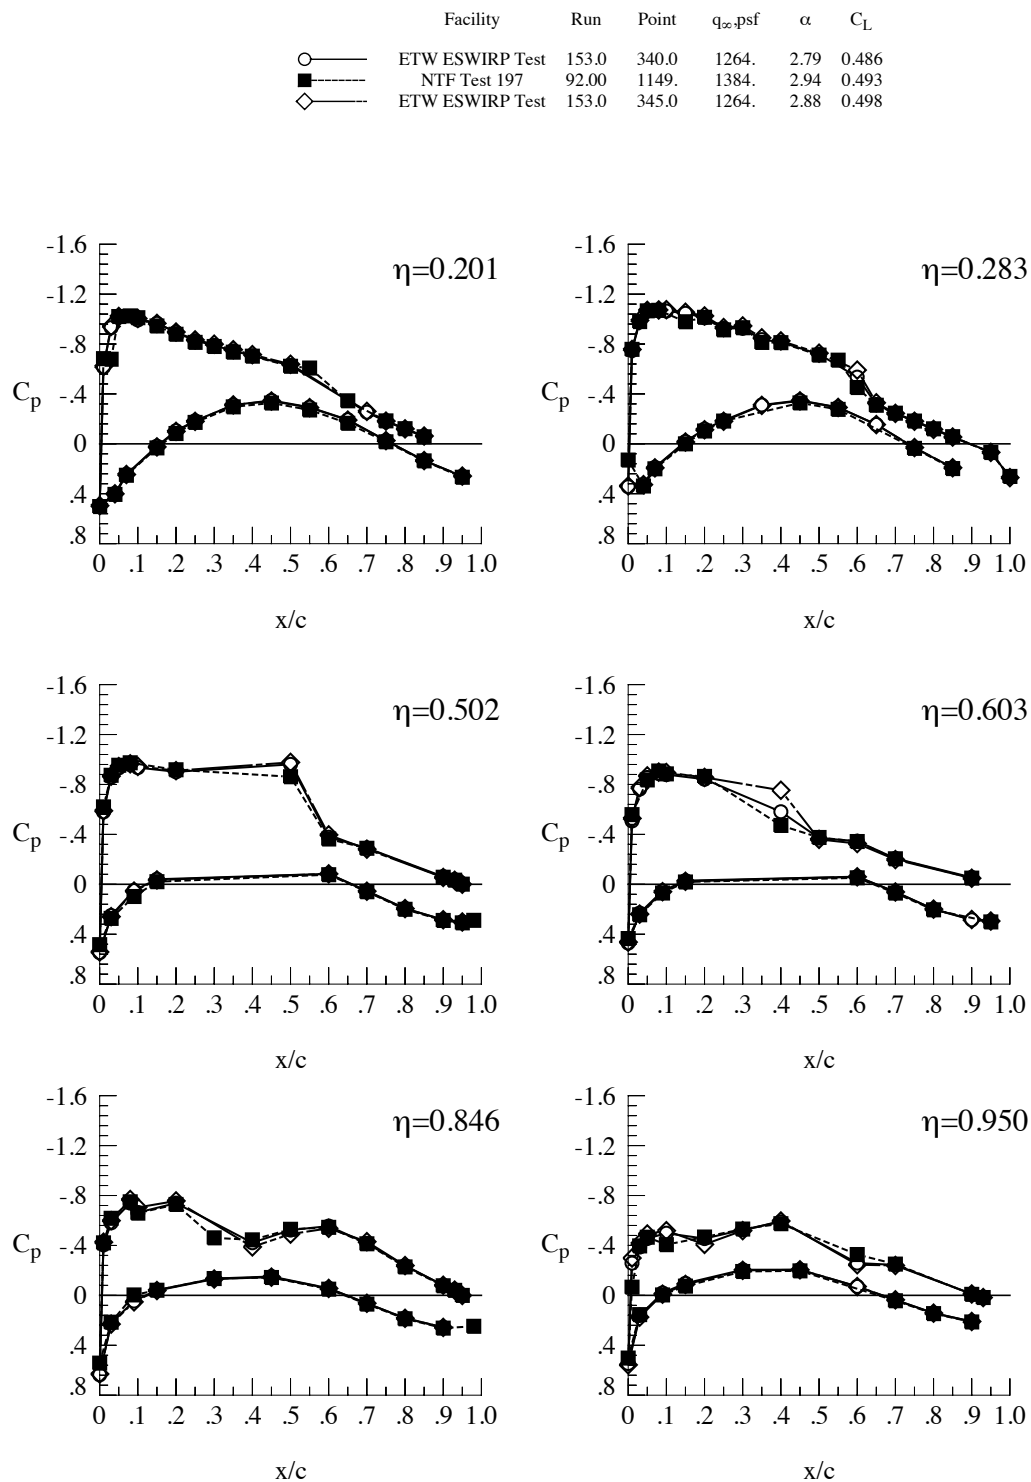 Facility Run Point q∞,psf α C_L
ETW ESWIRP Test 153.0 340.0 1264. 2.79 0.486
NTF Test 197 92.00 1149. 1384. 2.94 0.493
ETW ESWIRP Test 153.0 345.0 1264. 2.88 0.498
-1.6
-1.2
-.8
-.4
0
.4
.8
C_p
η=0.201
0 .1 .2 .3 .4 .5 .6 .7 .8 .9 1.0
x/c
-1.6
-1.2
-.8
-.4
0
.4
.8
C_p
η=0.283
0 .1 .2 .3 .4 .5 .6 .7 .8 .9 1.0
x/c
-1.6
-1.2
-.8
-.4
0
.4
.8
C_p
η=0.502
0 .1 .2 .3 .4 .5 .6 .7 .8 .9 1.0
x/c
-1.6
-1.2
-.8
-.4
0
.4
.8
C_p
η=0.603
0 .1 .2 .3 .4 .5 .6 .7 .8 .9 1.0
x/c
-1.6
-1.2
-.8
-.4
0
.4
.8
C_p
η=0.846
0 .1 .2 .3 .4 .5 .6 .7 .8 .9 1.0
x/c
-1.6
-1.2
-.8
-.4
0
.4
.8
C_p
η=0.950
0 .1 .2 .3 .4 .5 .6 .7 .8 .9 1.0
x/c